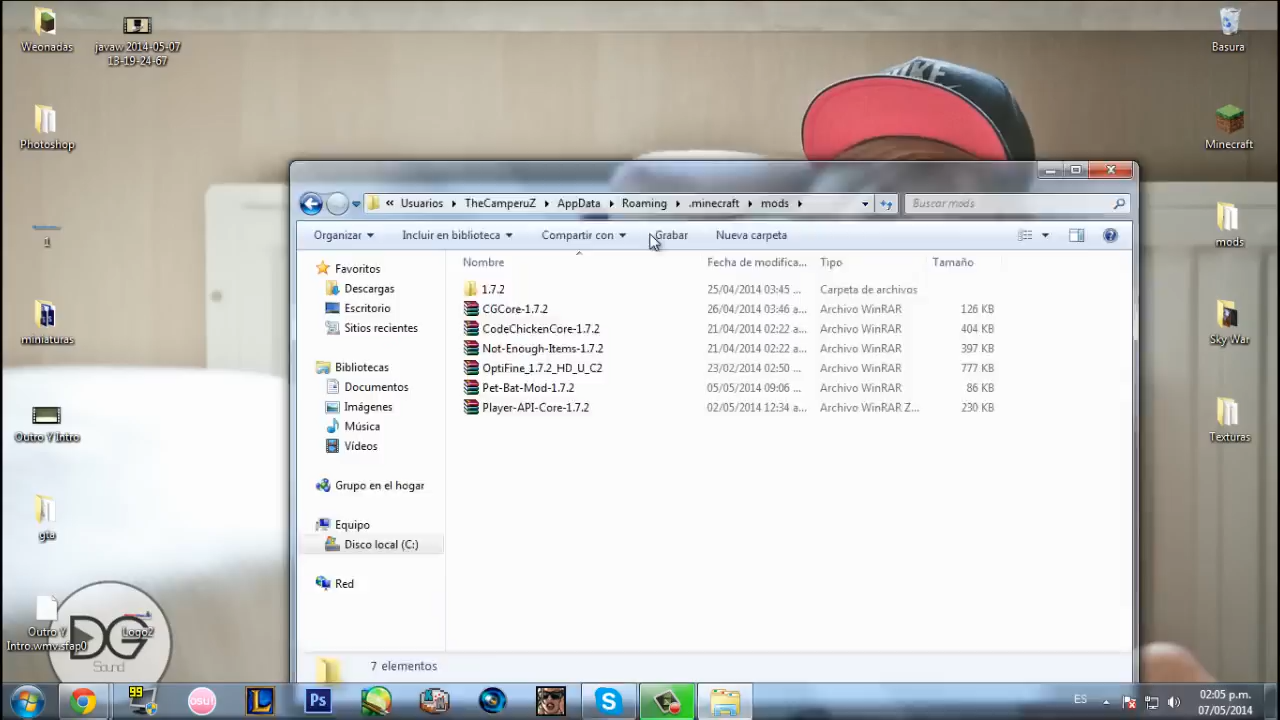 Weonadas
javaw 2014-05-07
13-19-24-67
Basura
NIKE
Photoshop
Minecraft
« Usuarios TheCamperuZ AppData Roaming .minecraft mods
Buscar mods
Organizar Incluir en biblioteca Compartir con Grabar Nueva carpeta
Nombre Fecha de modifica... Tipo Tamaño
1
mods
Favoritos
Descargas
Escritorio
Sitios recientes
1.7.2 25/04/2014 03:45 ... Carpeta de archivos
CGCore-1.7.2 26/04/2014 03:46 a... Archivo WinRAR 126 KB
CodeChickenCore-1.7.2 21/04/2014 02:22 a... Archivo WinRAR 404 KB
Not-Enough-Items-1.7.2 21/04/2014 02:22 a... Archivo WinRAR 397 KB
OptiFine_1.7.2_HD_U_C2 23/02/2014 02:50 ... Archivo WinRAR 777 KB
Pet-Bat-Mod-1.7.2 05/05/2014 09:06 ... Archivo WinRAR 86 KB
Player-API-Core-1.7.2 02/05/2014 12:34 a... Archivo WinRAR Z... 230 KB
miniaturas
Sky War
Bibliotecas
Documentos
Imágenes
Música
Vídeos
Outro Y Intro
Texturas
Grupo en el hogar
Equipo
Disco local (C:)
gta
Red
Outro Y
Intro.wmv.sfap0
Logo2
DG
Sound
7 elementos
99
osu!
L
Ps
S
ES
02:05 p.m.
07/05/2014